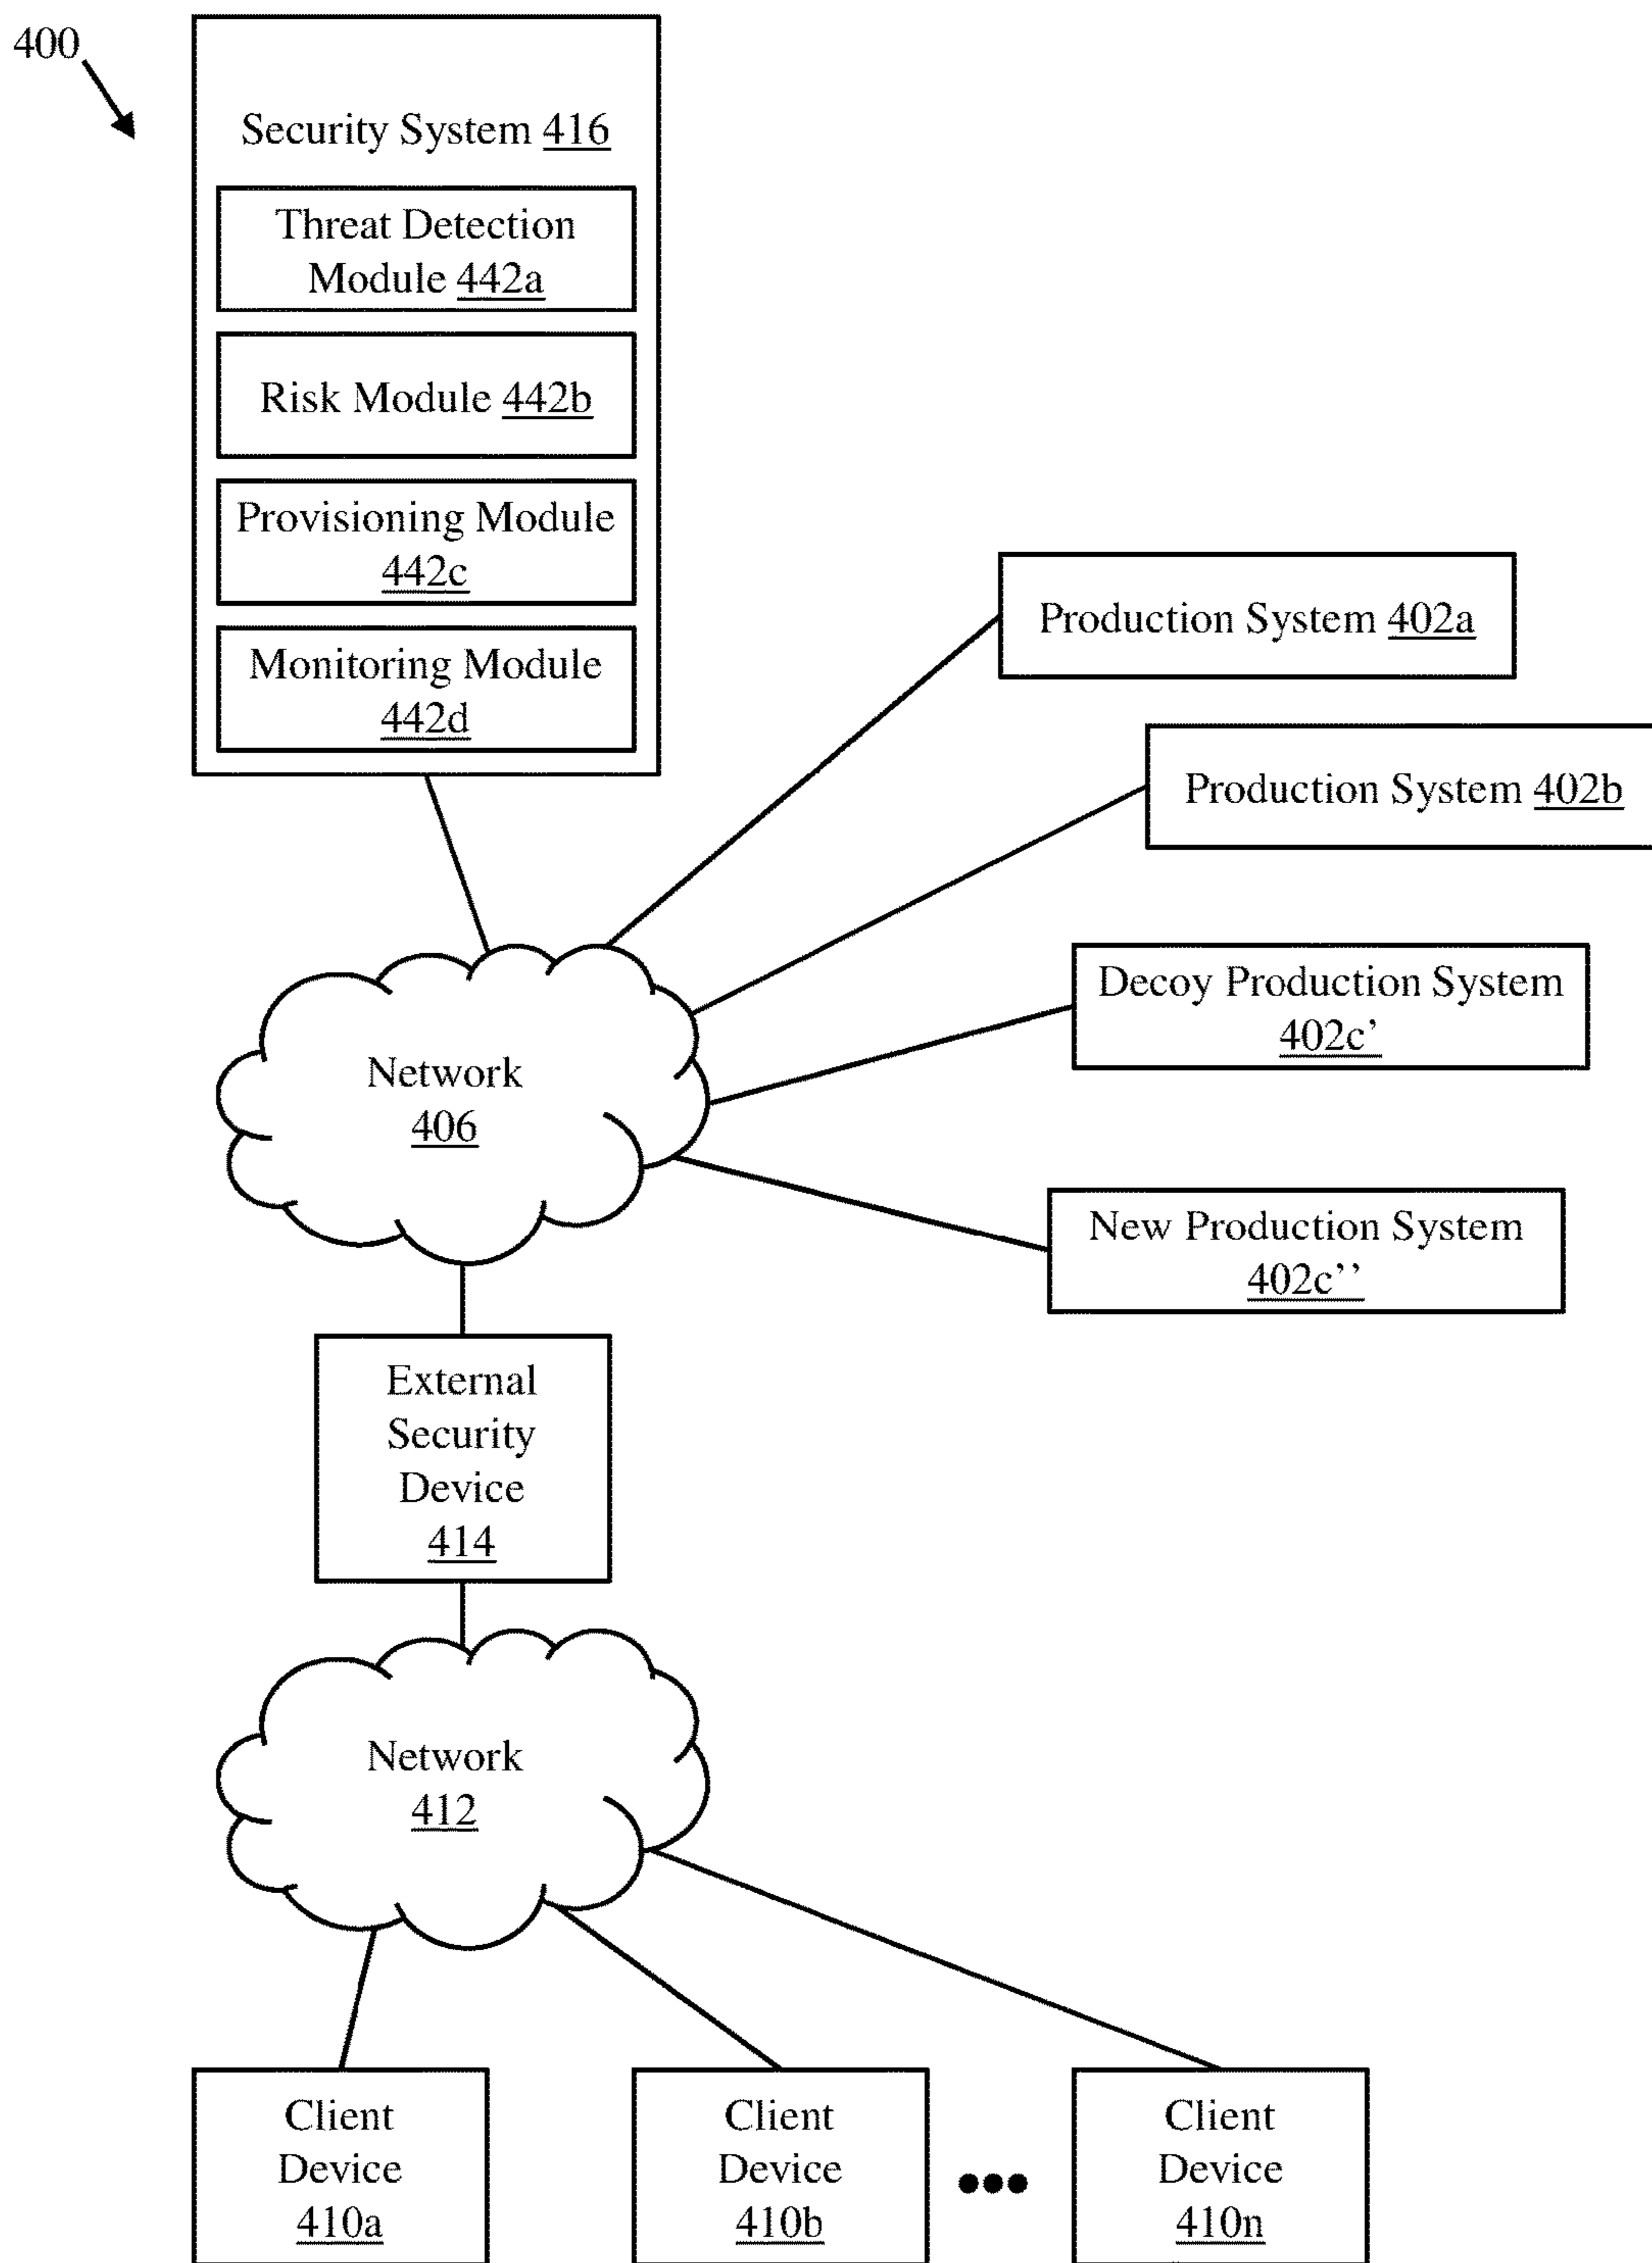 400
Security System 416
Threat Detection
Module 442a
Risk Module 442b
Provisioning Module
442c
Monitoring Module
442d
Production System 402a
Production System 402b
Decoy Production System
402c’
New Production System
402c’’
Network
406
External
Security
Device
414
Network
412
Client
Device
410a
Client
Device
410b
•••
Client
Device
410n